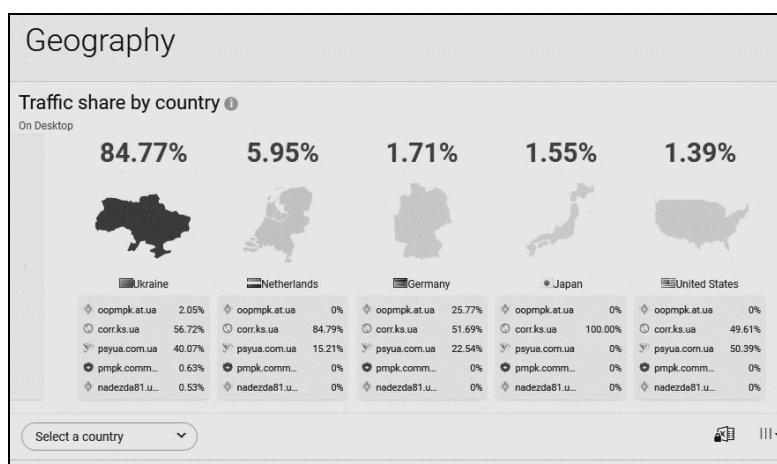 Geography
Traffic share by country
On Desktop
84.77% 5.95% 1.71% 1.55% 1.39%
Ukraine Netherlands Germany Japan United States
oopmpk.at.ua 2.05% oopmpk.at.ua 0% oopmpk.at.ua 25.77% oopmpk.at.ua 0% oopmpk.at.ua 0%
corr.ks.ua 56.72% corr.ks.ua 84.79% corr.ks.ua 51.69% corr.ks.ua 100.00% corr.ks.ua 49.61%
psyua.com.ua 40.07% psyua.com.ua 15.21% psyua.com.ua 22.54% psyua.com.ua 0% psyua.com.ua 50.39%
pmpk.comm... 0.63% pmpk.comm... 0% pmpk.comm... 0% pmpk.comm... 0% pmpk.comm... 0%
nadezda81.u... 0.53% nadezda81.u... 0% nadezda81.u... 0% nadezda81.u... 0% nadezda81.u... 0%
Select a country